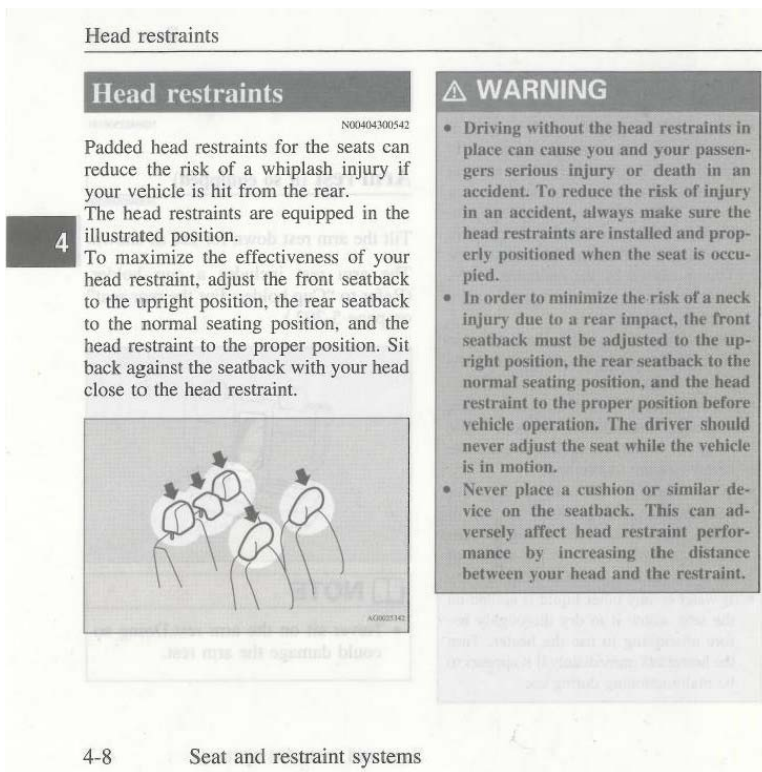 Head restraints
Head restraints
N00404300542
Padded head restraints for the seats can
reduce the risk of a whiplash injury if
your vehicle is hit from the rear.
The head restraints are equipped in the
illustrated position.
To maximize the effectiveness of your
head restraint, adjust the front seatback
to the upright position, the rear seatback
to the normal seating position, and the
head restraint to the proper position. Sit
back against the seatback with your head
close to the head restraint.
4
⚠ WARNING
• Driving without the head restraints in
place can cause you and your passen-
gers serious injury or death in an
accident. To reduce the risk of injury
in an accident, always make sure the
head restraints are installed and prop-
erly positioned when the seat is occu-
pied.
• In order to minimize the risk of a neck
injury due to a rear impact, the front
seatback must be adjusted to the up-
right position, the rear seatback to the
normal seating position, and the head
restraint to the proper position before
vehicle operation. The driver should
never adjust the seat while the vehicle
is in motion.
• Never place a cushion or similar de-
vice on the seatback. This can ad-
versely affect head restraint perfor-
mance by increasing the distance
between your head and the restraint.
4-8 Seat and restraint systems